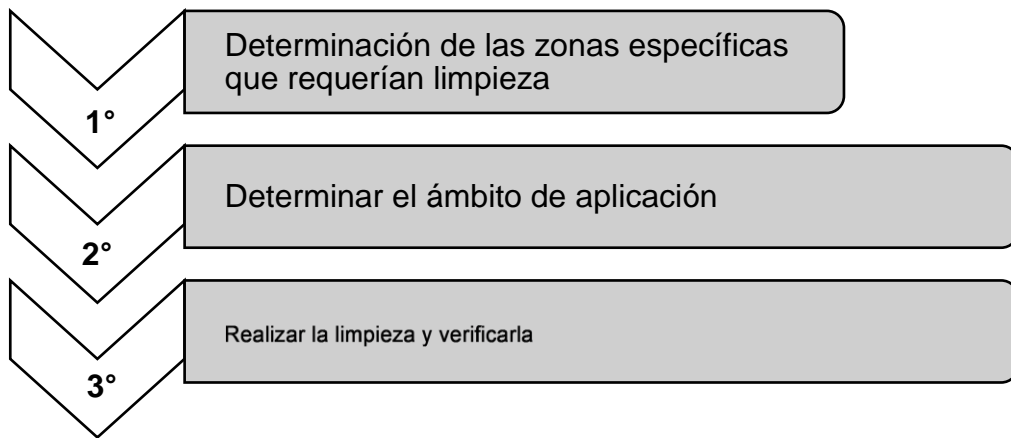 Determinación de las zonas específicas
que requerían limpieza
1°
Determinar el ámbito de aplicación
2°
Realizar la limpieza y verificarla
3°